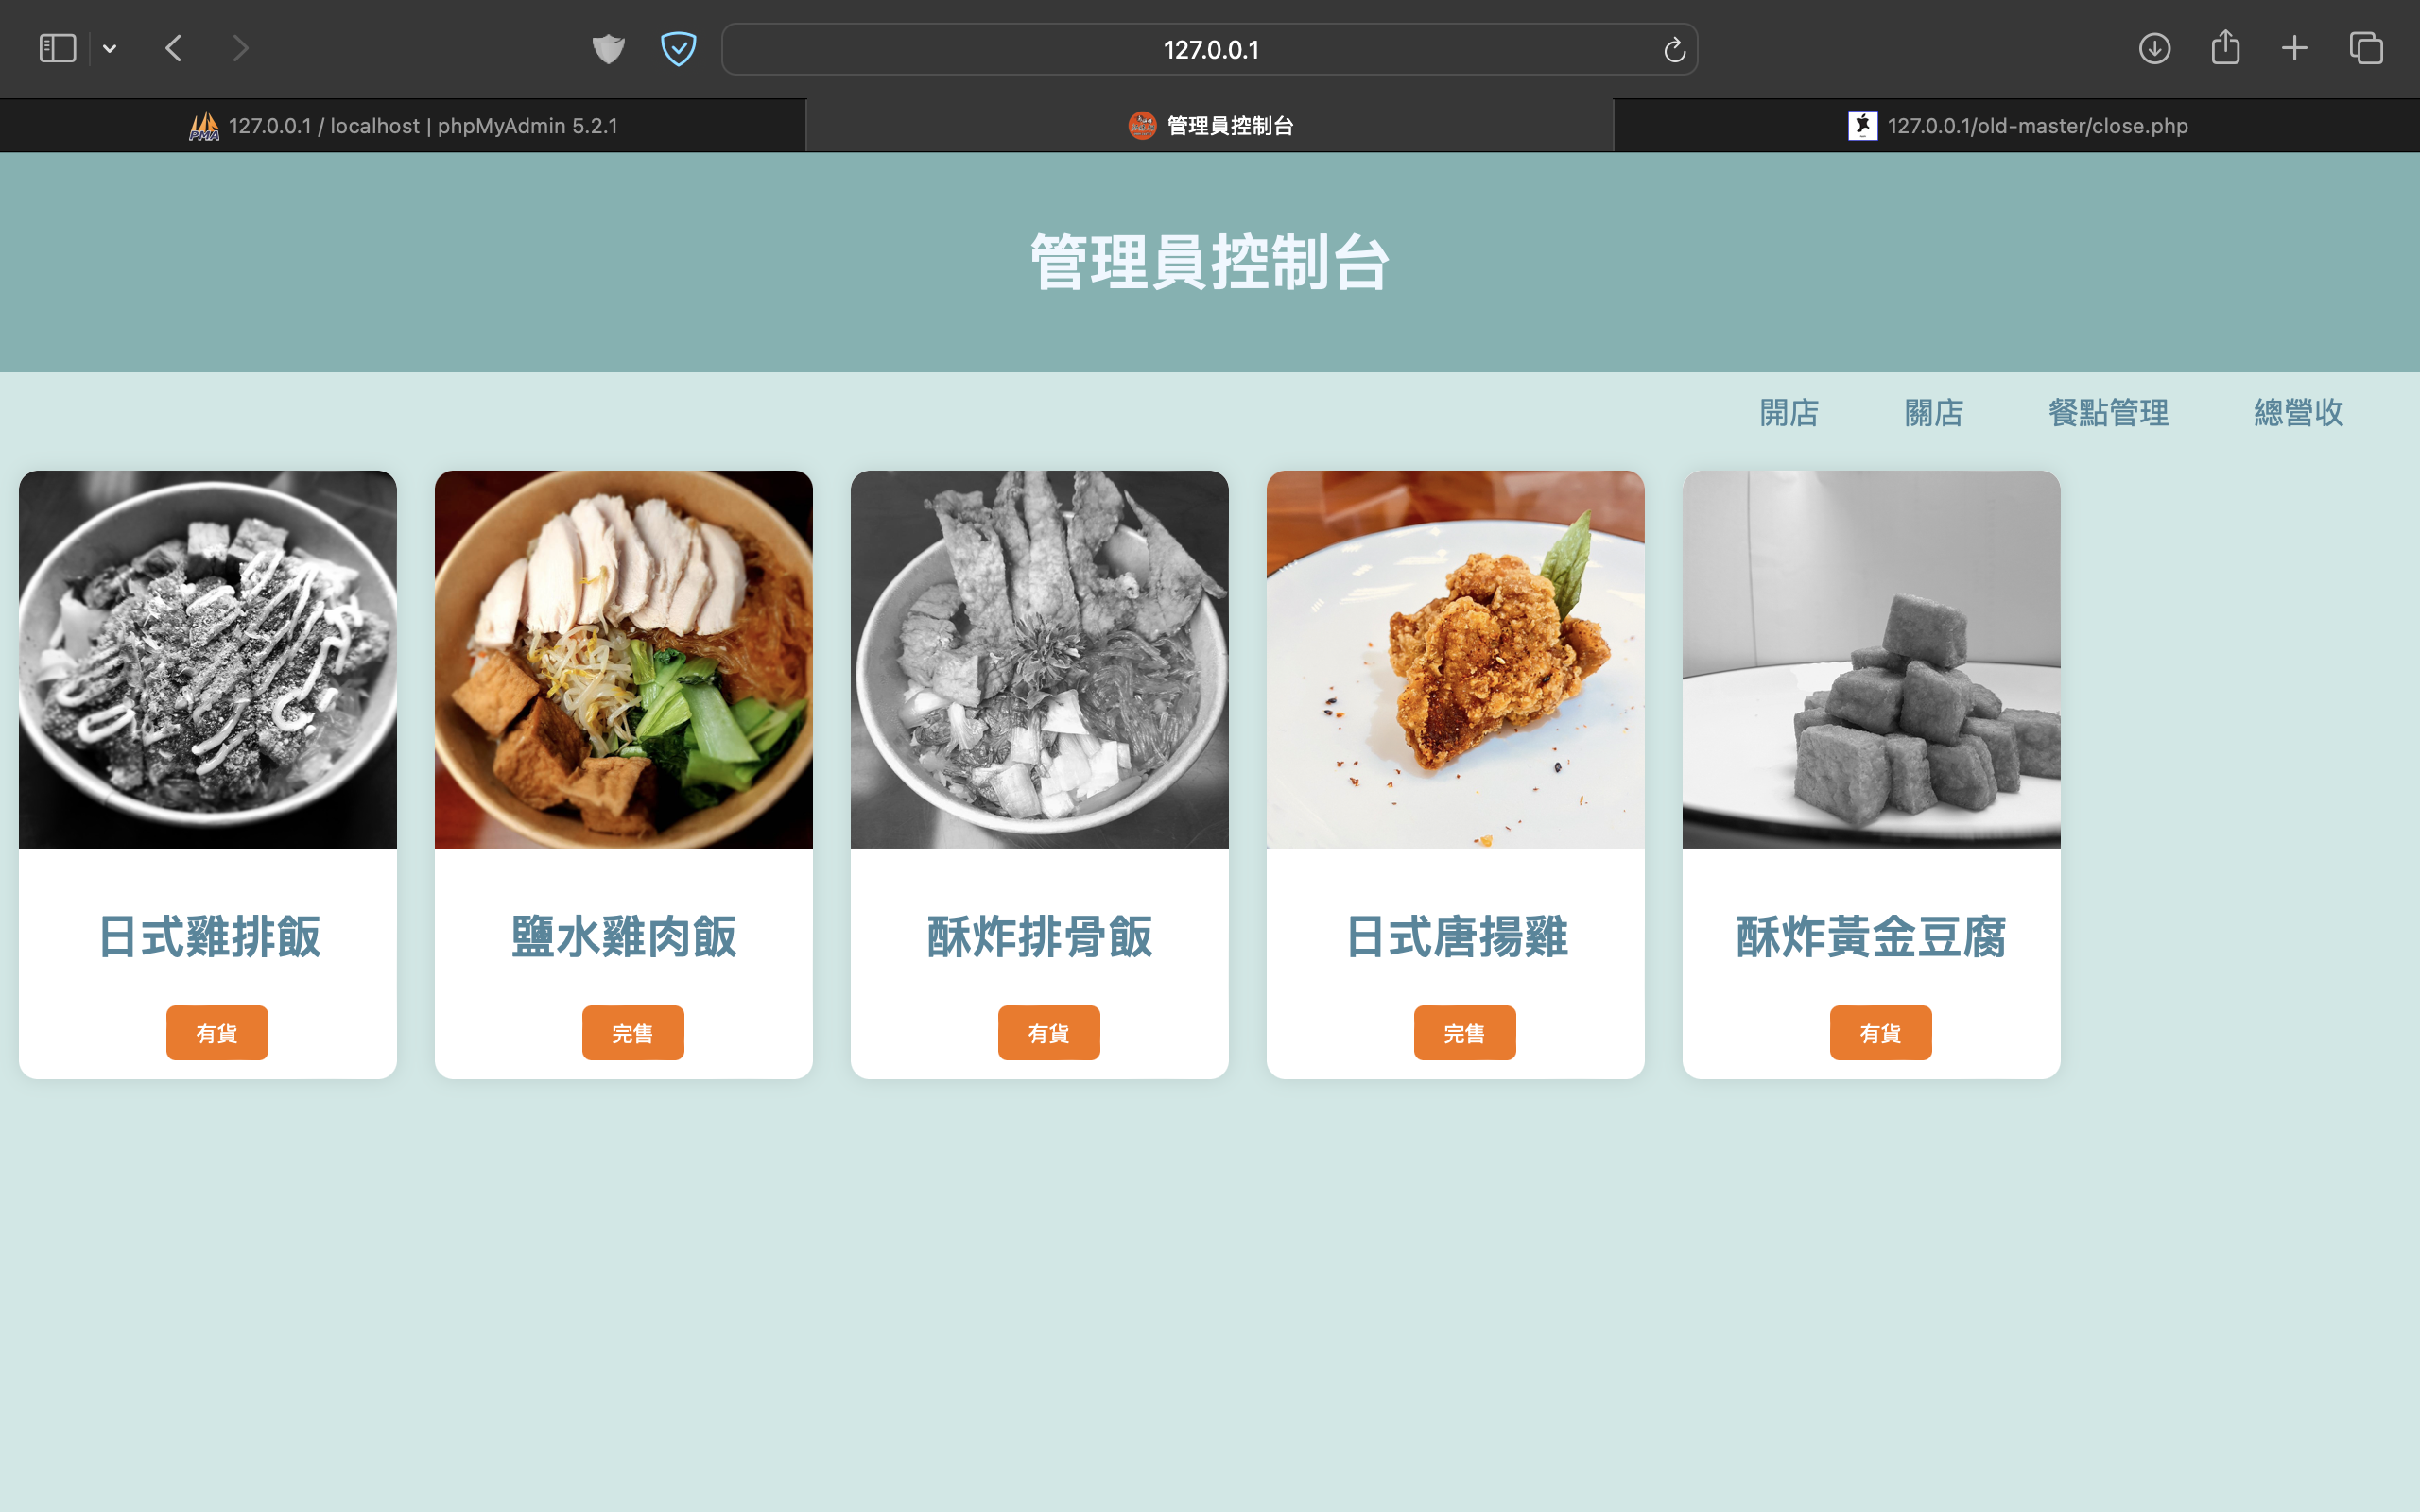 127.0.0.1
127.0.0.1 / localhost | phpMyAdmin 5.2.1
管理員控制台
127.0.0.1/old-master/close.php
管理員控制台
開店 關店 餐點管理 總營收
日式雞排飯 鹽水雞肉飯 酥炸排骨飯 日式唐揚雞 酥炸黃金豆腐
有貨 完售 有貨 完售 有貨